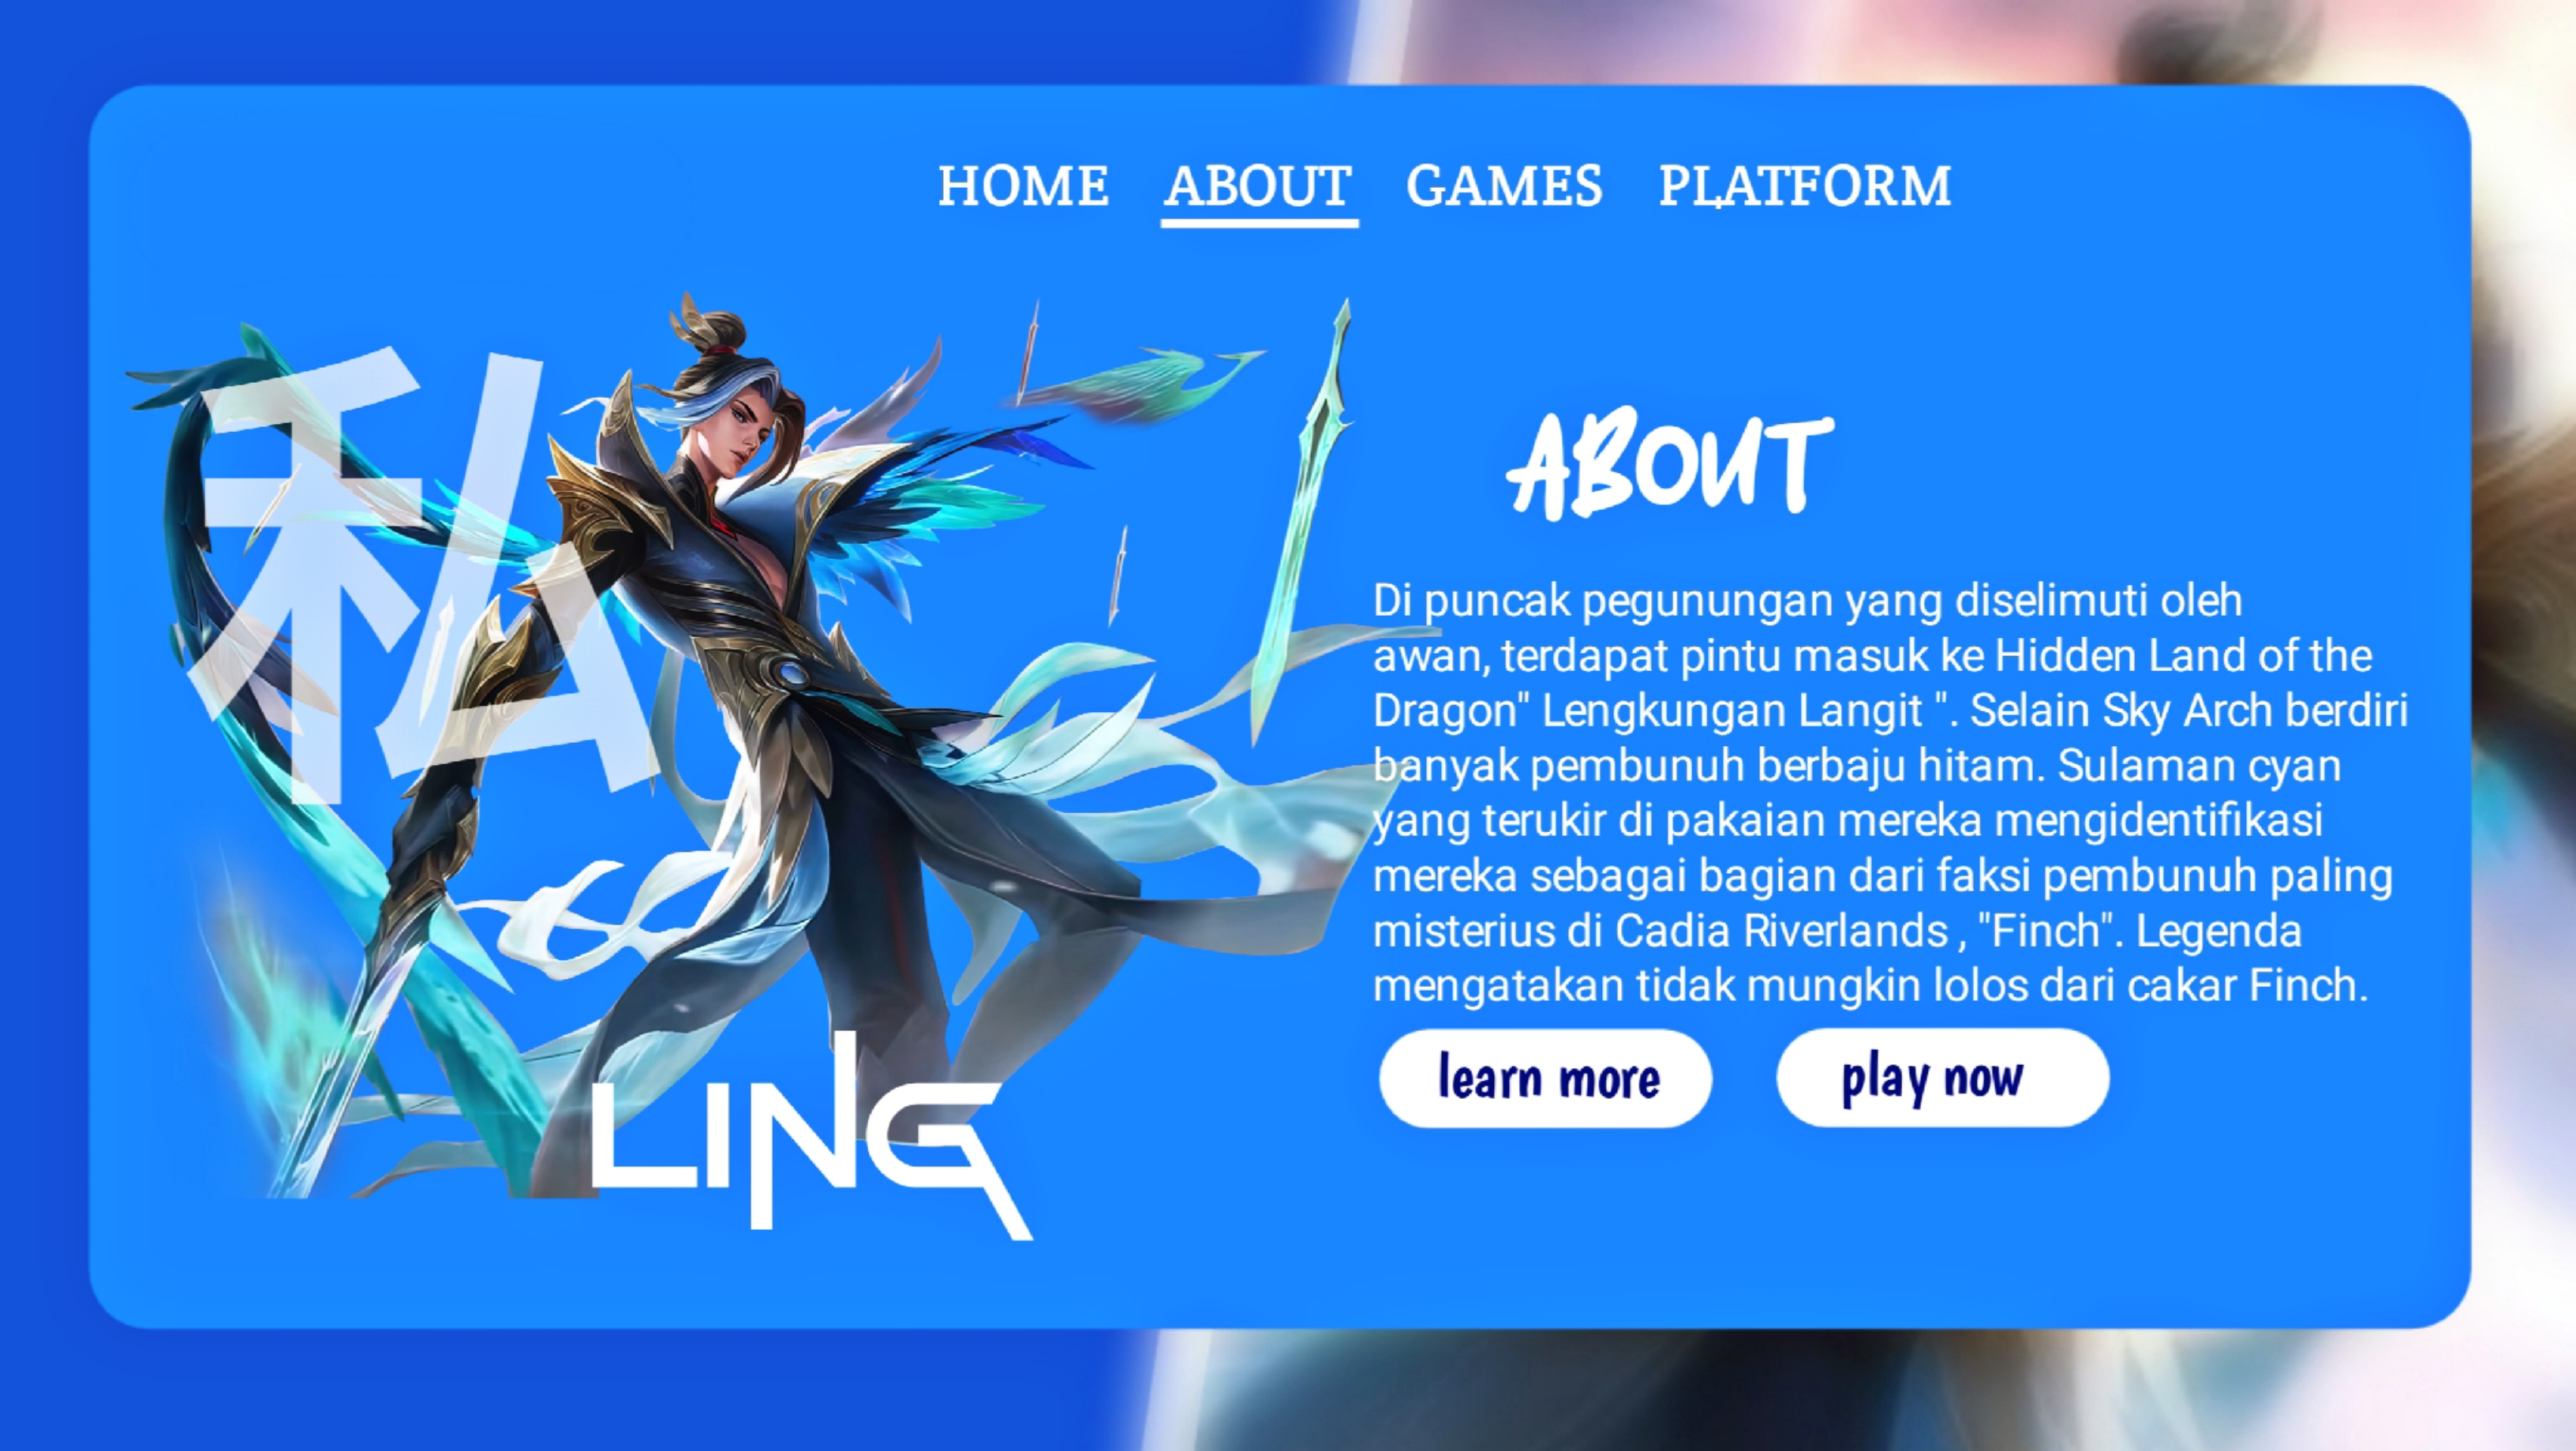 HOME ABOUT GAMES PLATFORM
私
ABOUT
Di puncak pegunungan yang diselimuti oleh
awan, terdapat pintu masuk ke Hidden Land of the
Dragon" Lengkungan Langit ". Selain Sky Arch berdiri
banyak pembunuh berbaju hitam. Sulaman cyan
yang terukir di pakaian mereka mengidentifikasi
mereka sebagai bagian dari faksi pembunuh paling
misterius di Cadia Riverlands , "Finch". Legenda
mengatakan tidak mungkin lolos dari cakar Finch.
learn more play now
LING